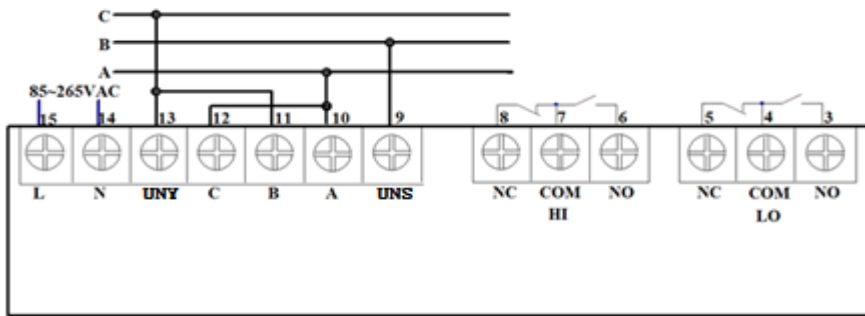 C
B
A
85~265VAC
15 14 13 12 11 10 9 8 7 6 5 4 3
L N UNY C B A UNS NC COM NO NC COM NO
HI LO